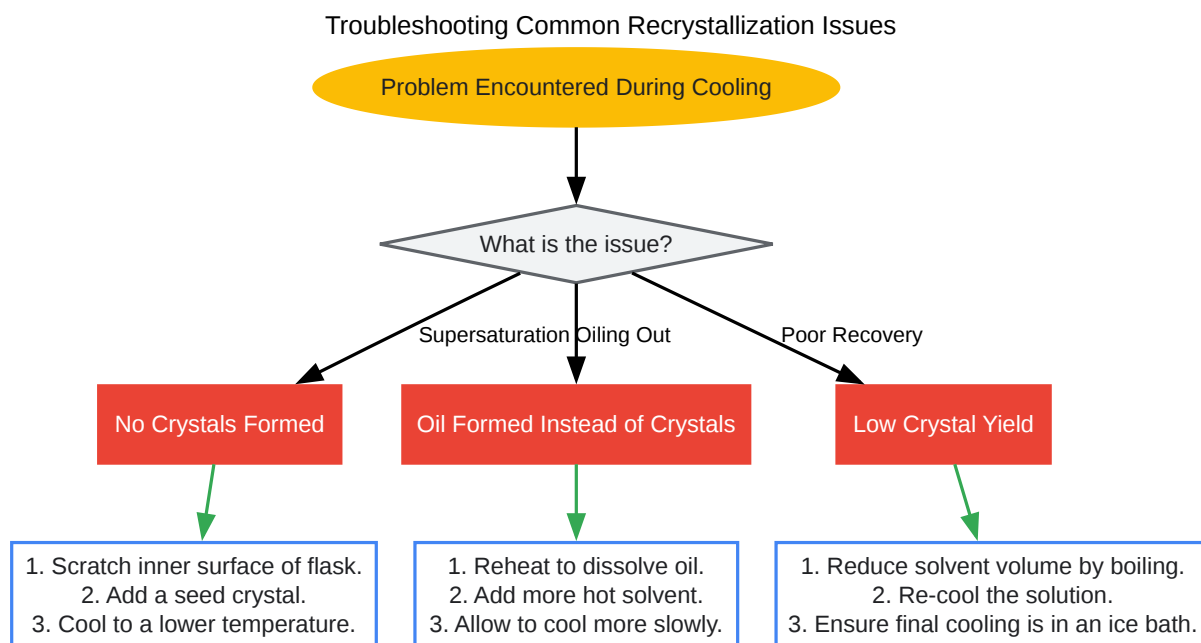 Troubleshooting Common Recrystallization Issues
Problem Encountered During Cooling
What is the issue?
Supersaturation
Oiling Out
Poor Recovery
No Crystals Formed
Oil Formed Instead of Crystals
Low Crystal Yield
1. Scratch inner surface of flask.
2. Add a seed crystal.
3. Cool to a lower temperature.
1. Reheat to dissolve oil.
2. Add more hot solvent.
3. Allow to cool more slowly.
1. Reduce solvent volume by boiling.
2. Re-cool the solution.
3. Ensure final cooling is in an ice bath.